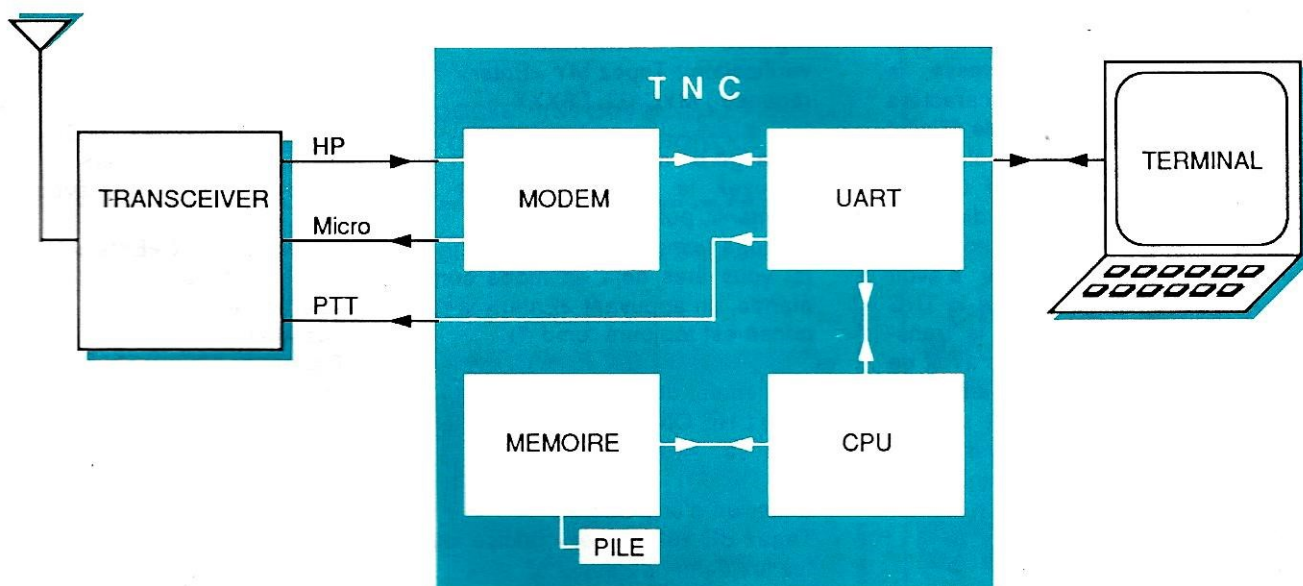 T N C
TRANSCEIVER
HP
Micro
PTT
MODEM
UART
TERMINAL
MEMOIRE
CPU
PILE